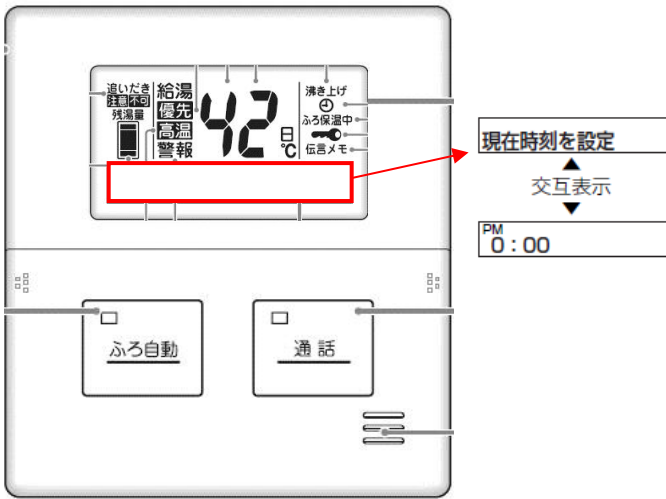 追いだき
注意不可
残湯量
給湯
優先
高温
警報
42
日
℃
沸き上げ
ふろ保温中
伝言メモ
現在時刻を設定
交互表示
PM
0:00
ふろ自動
通話